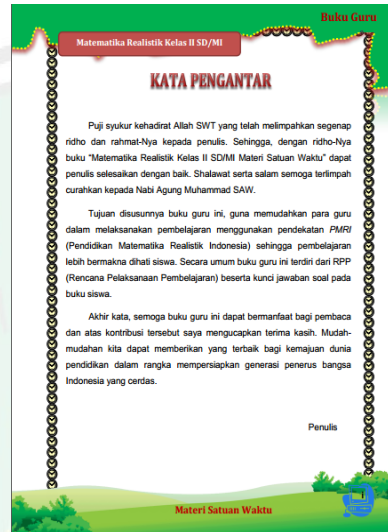 Buku Guru
Matematika Realistik Kelas II SD/MI
KATA PENGANTAR
Puji syukur kehadirat Allah SWT yang telah melimpahkan segenap
ridho dan rahmat-Nya kepada penulis. Sehingga, dengan ridho-Nya
buku “Matematika Realistik Kelas II SD/MI Materi Satuan Waktu” dapat
penulis selesaikan dengan baik. Shalawat serta salam semoga terlimpah
curahkan kepada Nabi Agung Muhammad SAW.
Tujuan disusunnya buku guru ini, guna memudahkan para guru
dalam melaksanakan pembelajaran menggunakan pendekatan PMRI
(Pendidikan Matematika Realistik Indonesia) sehingga pembelajaran
lebih bermakna dihati siswa. Secara umum buku guru ini terdiri dari RPP
(Rencana Pelaksanaan Pembelajaran) beserta kunci jawaban soal pada
buku siswa.
Akhir kata, semoga buku guru ini dapat bermanfaat bagi pembaca
dan atas kontribusi tersebut saya mengucapkan terima kasih. Mudah-
mudahan kita dapat memberikan yang terbaik bagi kemajuan dunia
pendidikan dalam rangka mempersiapkan generasi penerus bangsa
Indonesia yang cerdas.
Penulis
Materi Satuan Waktu